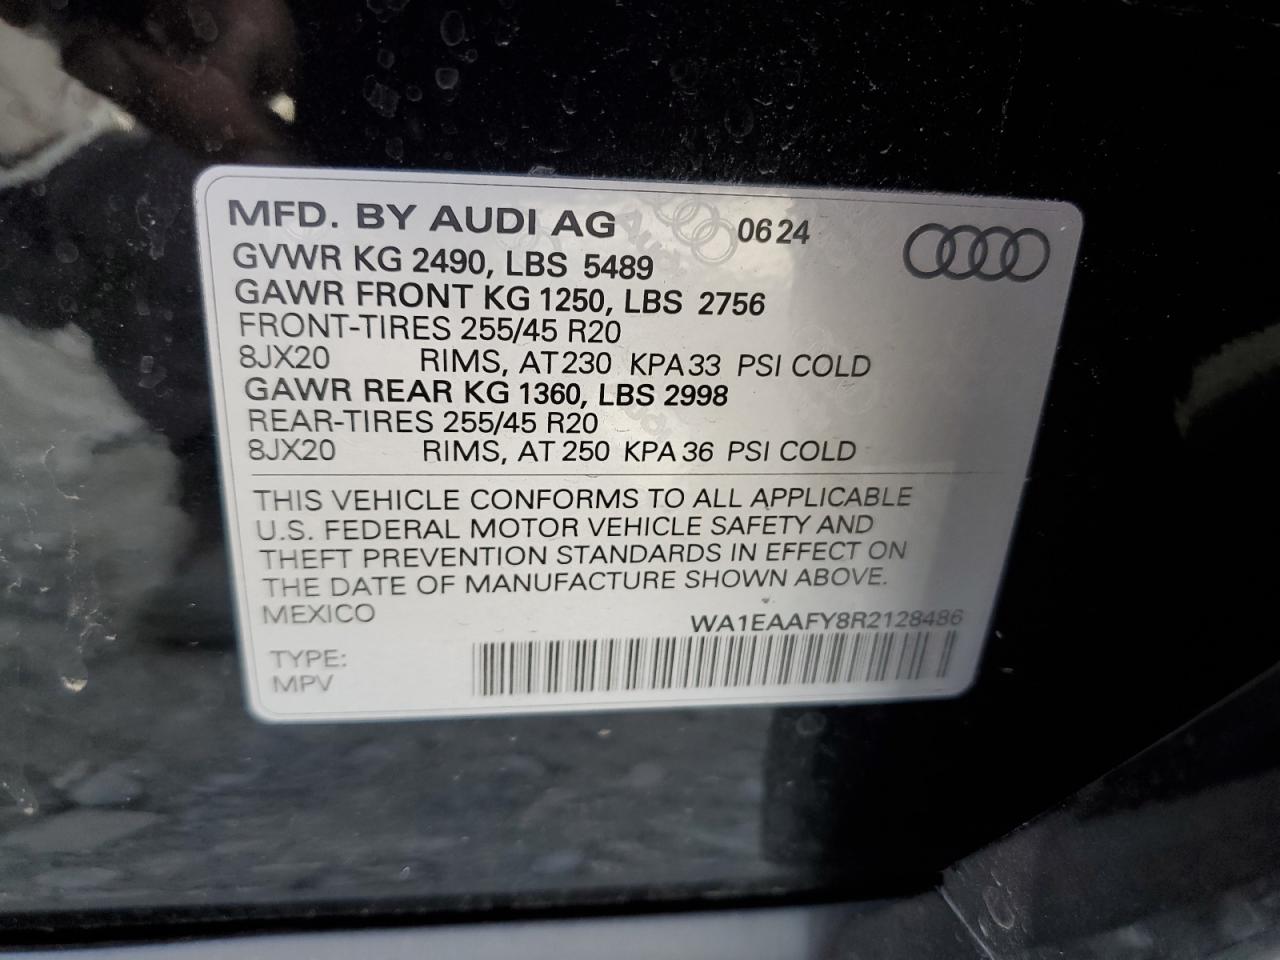 MFD. BY AUDI AG 0624
GVWR KG 2490, LBS 5489
GAWR FRONT KG 1250, LBS 2756
FRONT-TIRES 255/45 R20
8JX20 RIMS, AT 230 KPA 33 PSI COLD
GAWR REAR KG 1360, LBS 2998
REAR-TIRES 255/45 R20
8JX20 RIMS, AT 250 KPA 36 PSI COLD
THIS VEHICLE CONFORMS TO ALL APPLICABLE
U.S. FEDERAL MOTOR VEHICLE SAFETY AND
THEFT PREVENTION STANDARDS IN EFFECT ON
THE DATE OF MANUFACTURE SHOWN ABOVE.
MEXICO
WA1EAAFY8R2128486
TYPE:
MPV